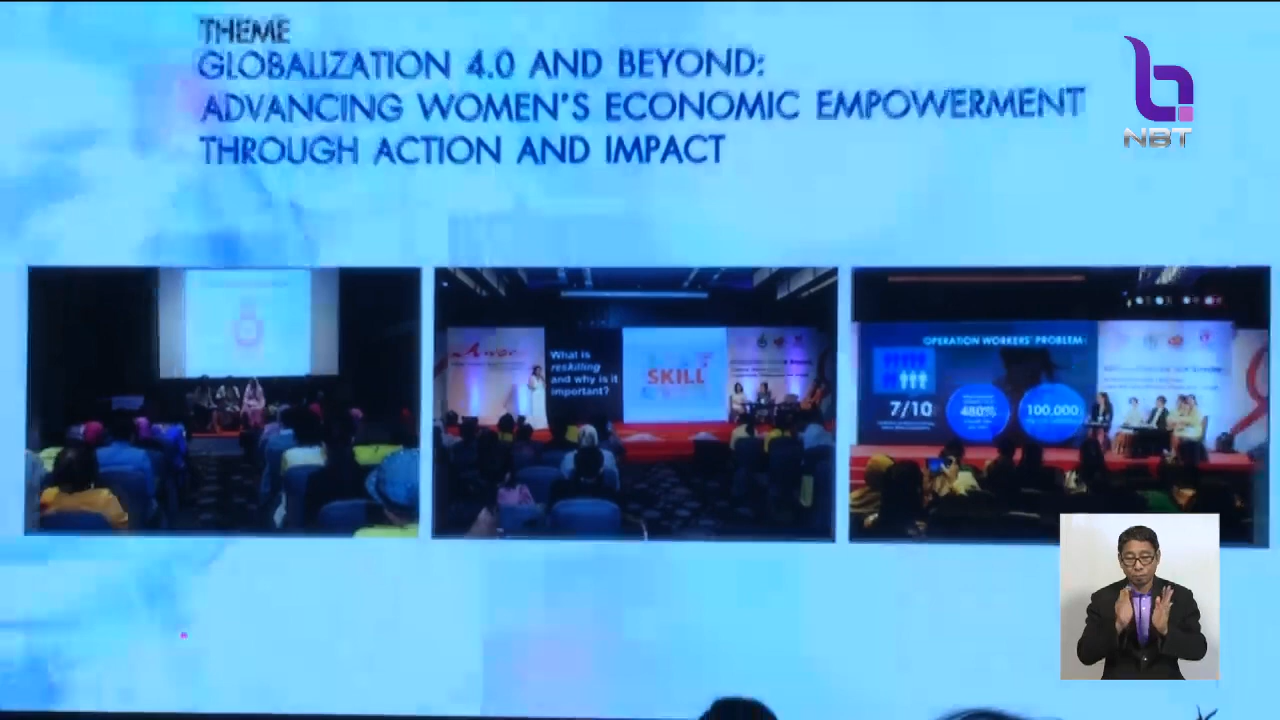 THEME
GLOBALIZATION 4.0 AND BEYOND:
ADVANCING WOMEN'S ECONOMIC EMPOWERMENT
THROUGH ACTION AND IMPACT
NBT
What is
reskilling
and why is it
important?
SKILL
OPERATION WORKERS' PROBLEM
7/10
480%
100,000